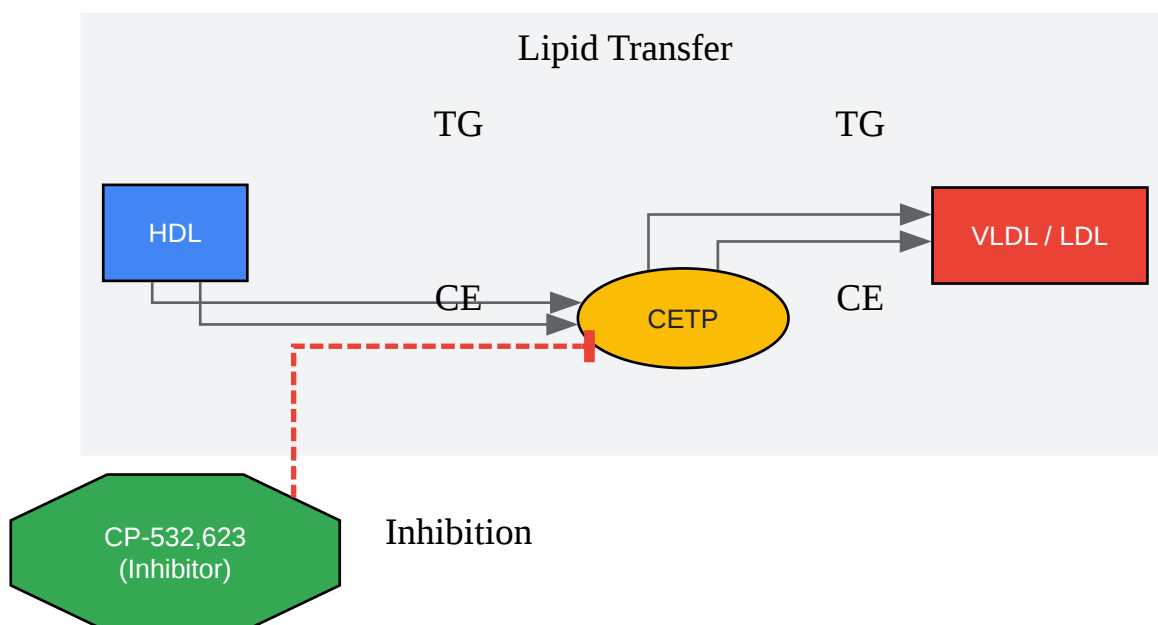 Lipid Transfer
TG
TG
HDL
VLDL / LDL
CE
CETP
CE
CP-532,623
(Inhibitor)
Inhibition